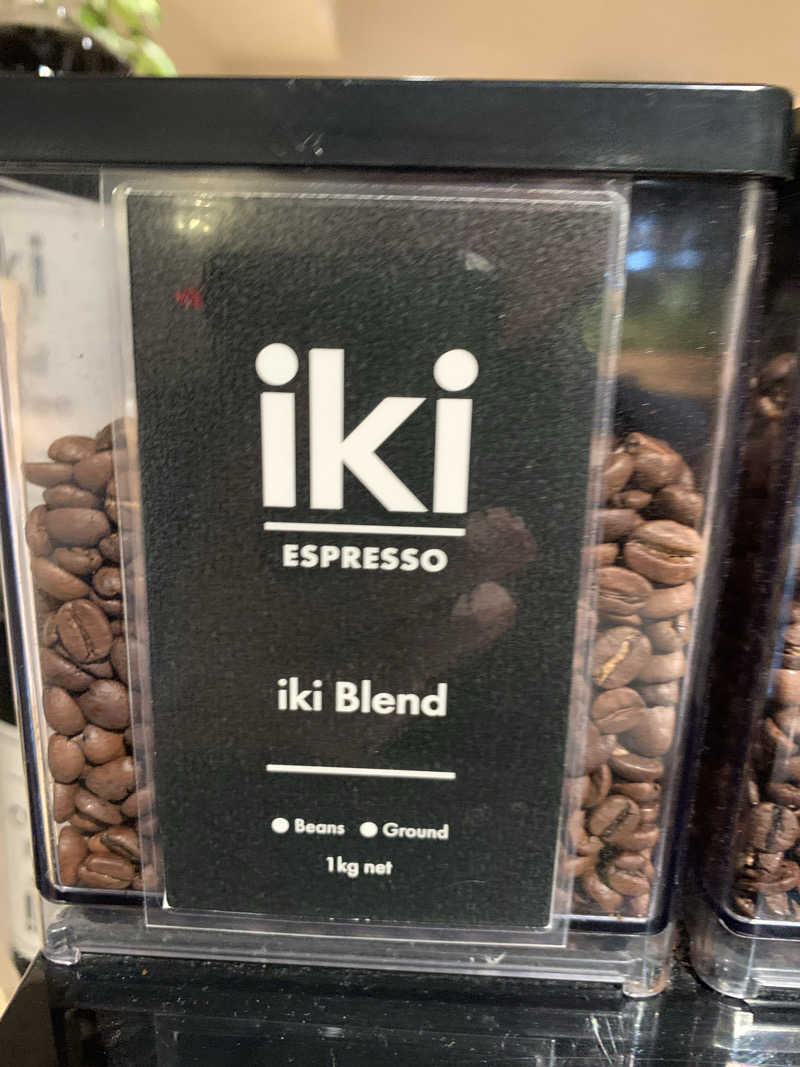 iki
ESPRESSO
iki Blend
Beans Ground
1kg net